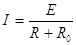 I = E / (R + R₀)